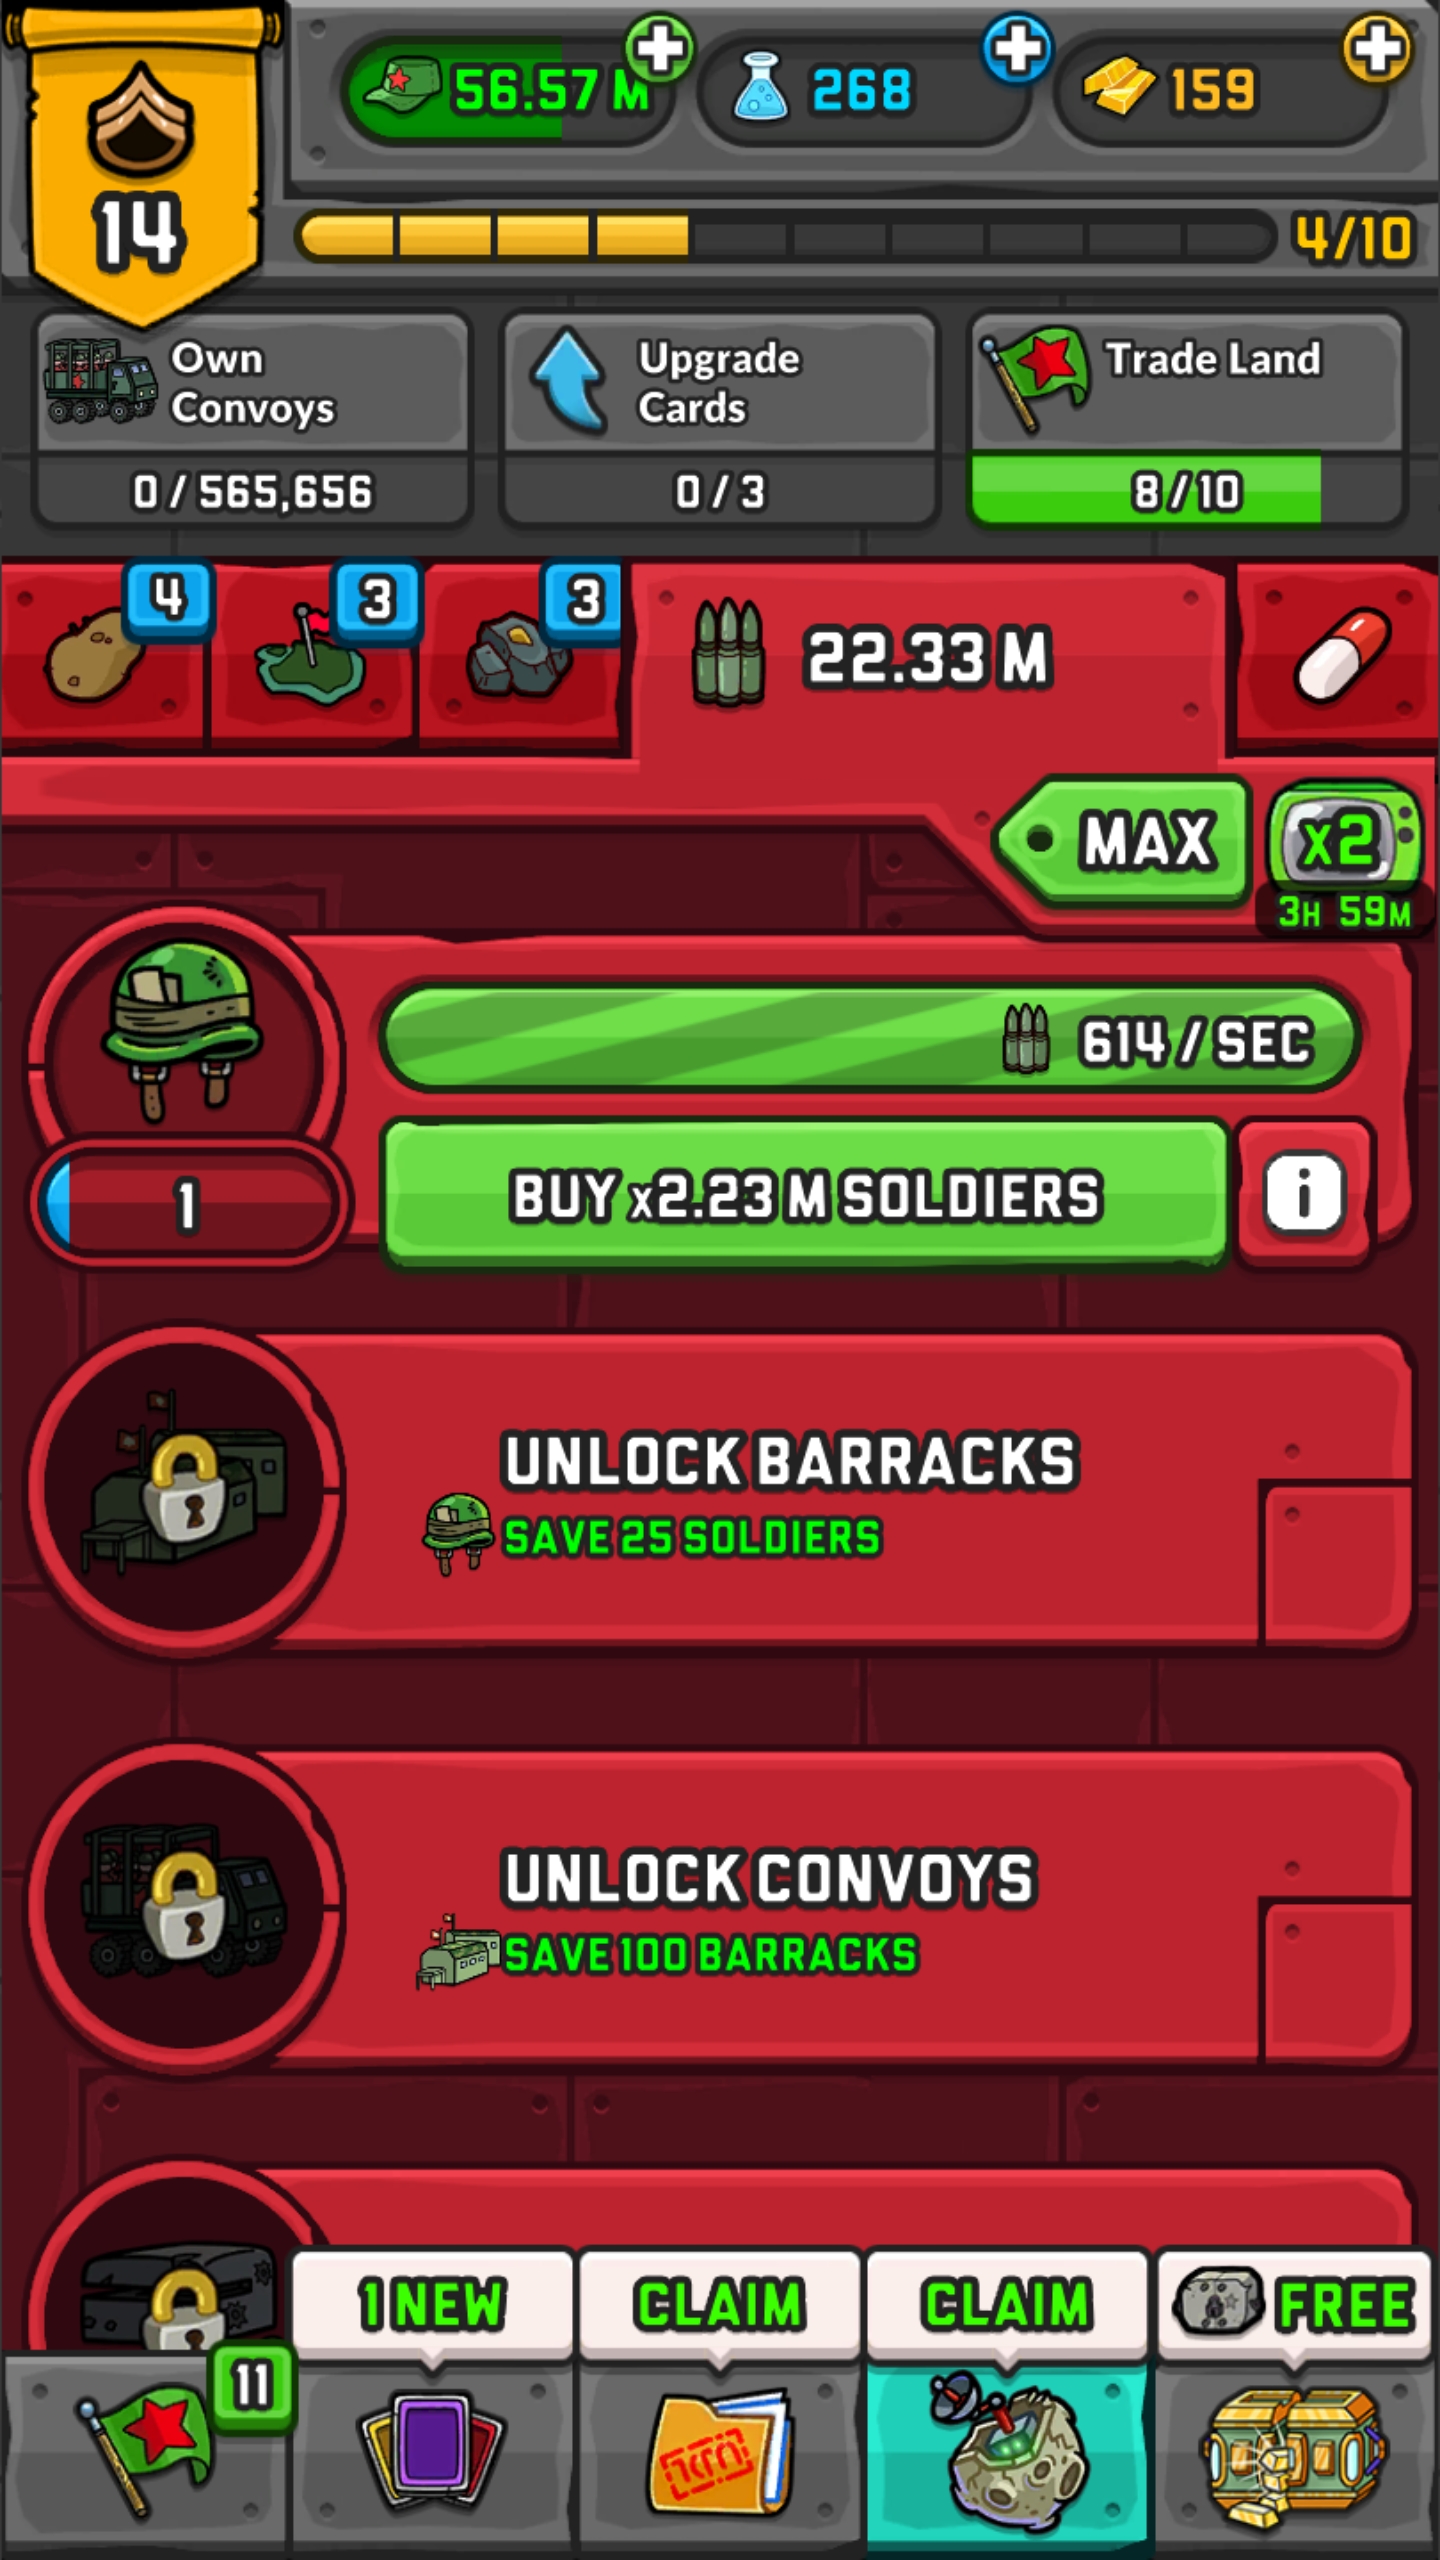 56.57 M
268
159
14
4/10
Own
Convoys
0 / 565,656
Upgrade
Cards
0 / 3
Trade Land
8 / 10
4
3
3
22.33 M
MAX
x2
3H 59M
614 / SEC
1
BUY x2.23 M SOLDIERS
i
UNLOCK BARRACKS
SAVE 25 SOLDIERS
UNLOCK CONVOYS
SAVE 100 BARRACKS
1 NEW
CLAIM
CLAIM
FREE
11